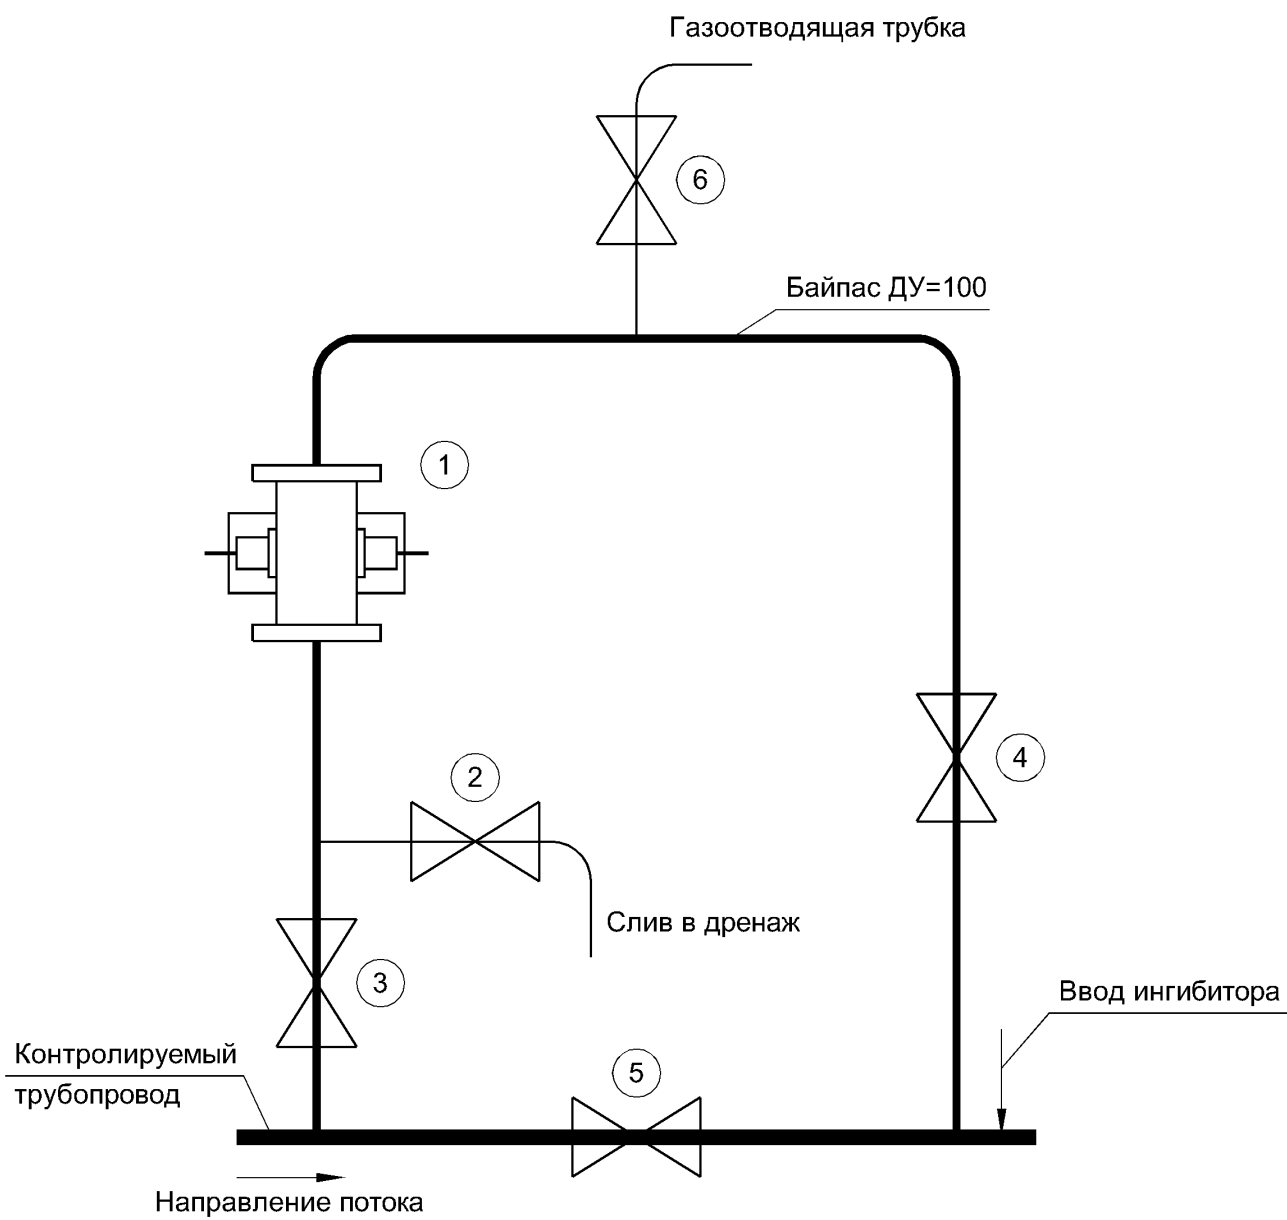 Газоотводящая трубка
6
Байпас ДУ=100
1
2
4
Слив в дренаж
3
Ввод ингибитора
Контролируемый
трубопровод
5
Направление потока